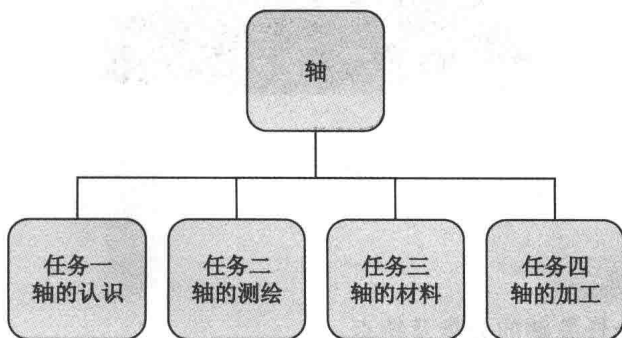 轴
任务一
轴的认识
任务二
轴的测绘
任务三
轴的材料
任务四
轴的加工